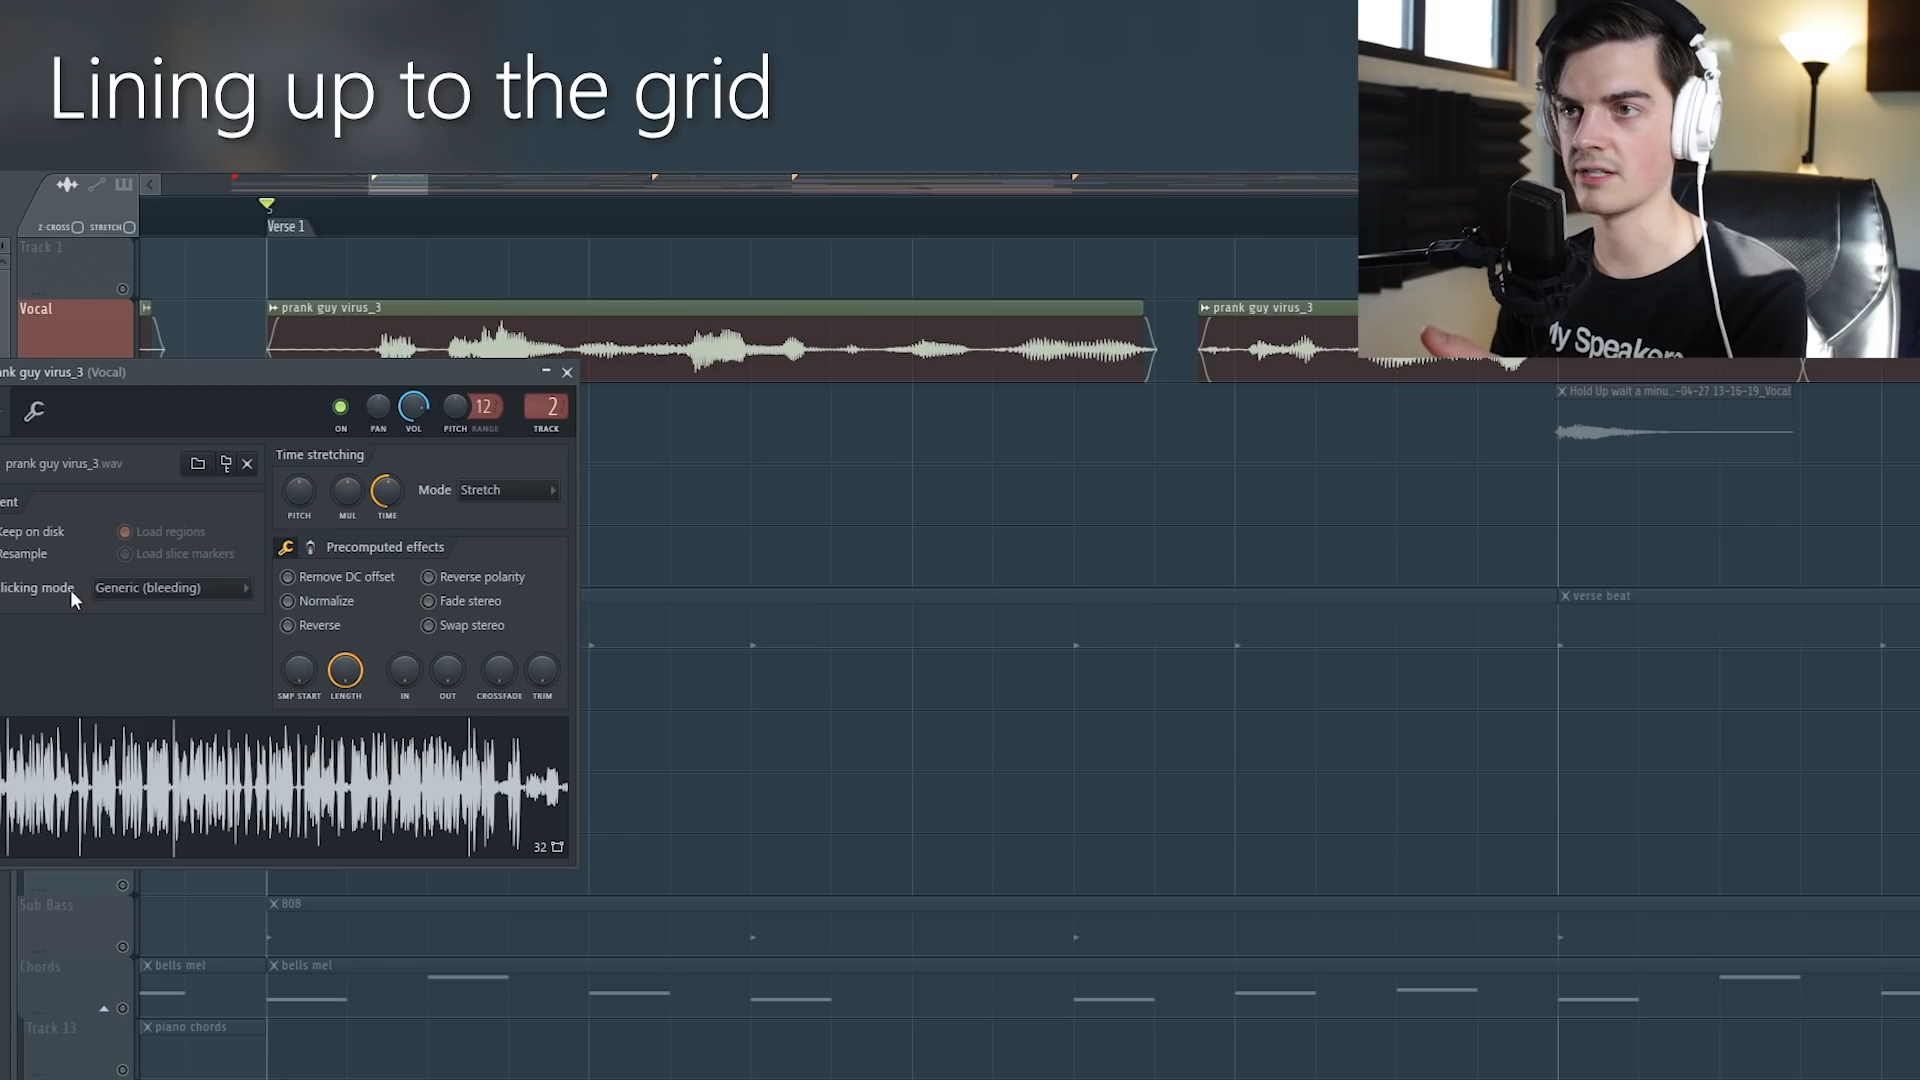 Lining up to the grid
Z-CROSS STRETCH
5
Verse 1
Track 1
Vocal
prank guy virus_3
prank guy virus_3
My Speakers
ank guy virus_3 (Vocal)
Hold Up wait a minu...-04-27 13-16-19_Vocal
12
2
ON PAN VOL PITCH RANGE TRACK
prank guy virus_3.wav
Time stretching
Mode Stretch
PITCH MUL TIME
ent
Keep on disk
Load regions
Resample
Load slice markers
licking mode
Generic (bleeding)
Precomputed effects
Remove DC offset
Reverse polarity
Normalize
Fade stereo
Reverse
Swap stereo
SMP START LENGTH IN OUT CROSSFADE TRIM
verse beat
32
Sub Bass
808
Chords
bells mel
bells mel
Track 13
piano chords